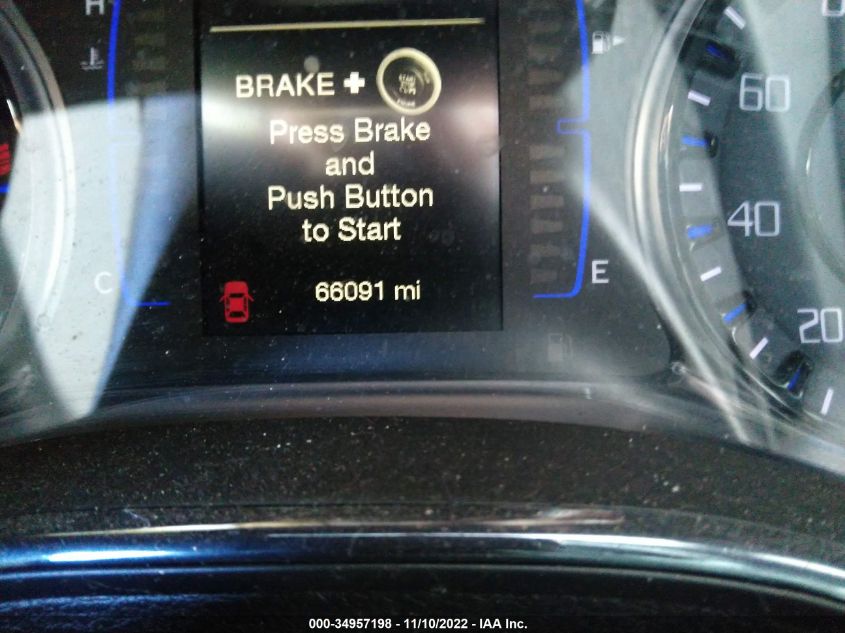 H
BRAKE +
Press Brake
and
Push Button
to Start
66091 mi
C
E
60
40
20
000-34957198 - 11/10/2022 - IAA Inc.